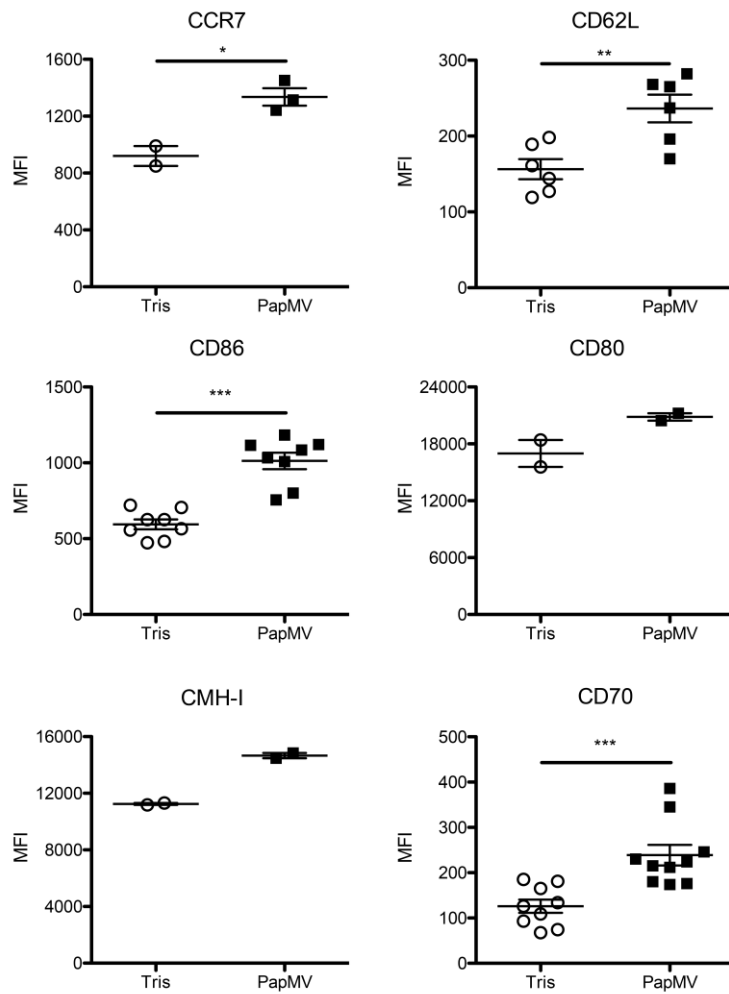 CCR7
*
1600
1200
800
400
0
MFI
Tris PapMV
CD62L
**
300
200
100
0
MFI
Tris PapMV
CD86
***
1500
1000
500
0
MFI
Tris PapMV
CD80
24000
18000
12000
6000
0
MFI
Tris PapMV
CMH-I
16000
12000
8000
4000
0
MFI
Tris PapMV
CD70
***
500
400
300
200
100
0
MFI
Tris PapMV